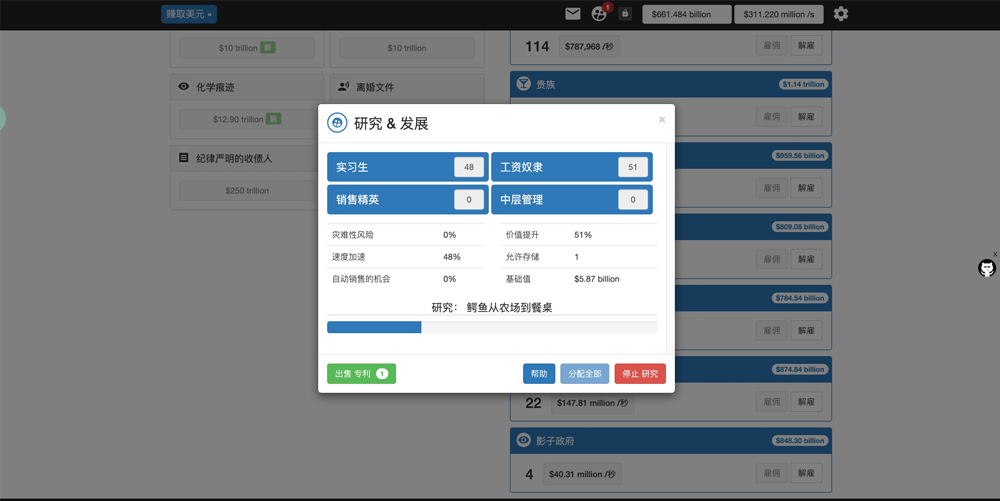 赚取美元 »
1
$661.484 billion
$311.220 million /s
$10 trillion 新
$10 trillion
化学痕迹
离婚文件
$12.90 trillion 新
纪律严明的收债人
$250 trillion
114 $787,968 /秒 雇佣 解雇
贵族 $1.14 trillion
雇佣 解雇
$959.56 billion
雇佣 解雇
$809.08 billion
雇佣 解雇
$784.54 billion
雇佣 解雇
$874.84 billion
22 $147.81 million /秒 雇佣 解雇
影子政府 $848.30 billion
4 $40.31 million /秒 雇佣 解雇
研究 & 发展 ×
实习生 48
工资奴隶 51
销售精英 0
中层管理 0
灾难性风险 0%
价值提升 51%
速度加速 48%
允许存储 1
自动销售的机会 0%
基础值 $5.87 billion
研究： 鳄鱼从农场到餐桌
出售 专利 1
帮助
分配全部
停止 研究
x